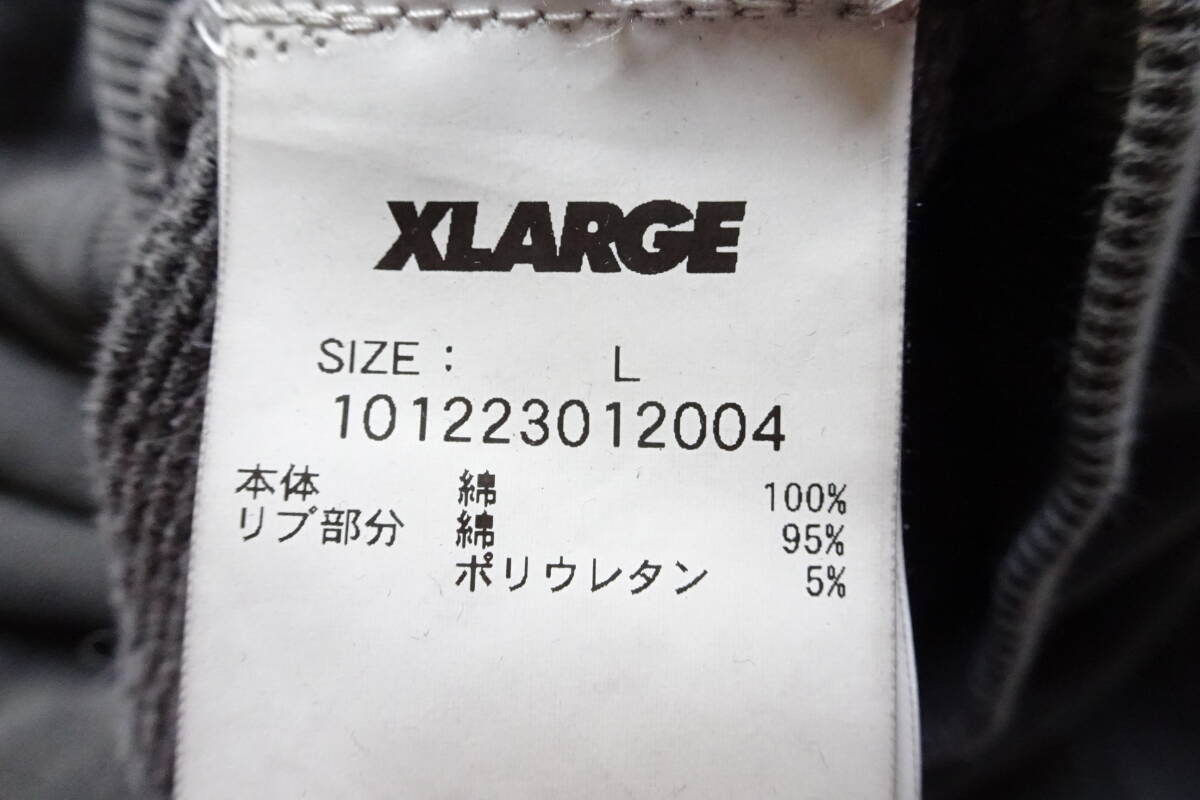 XLARGE
SIZE : L
101223012004
本体 綿 100%
リブ部分 綿 95%
ポリウレタン 5%